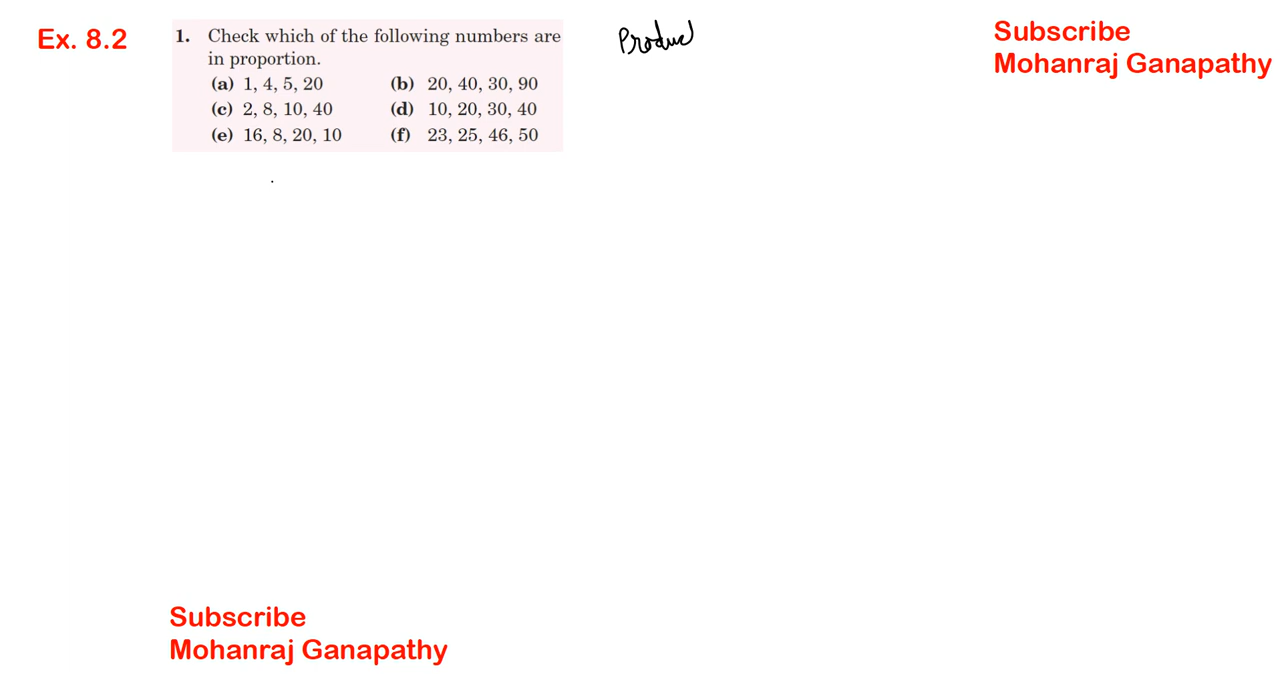 Ex. 8.2
1. Check which of the following numbers are
in proportion.
(a) 1, 4, 5, 20 (b) 20, 40, 30, 90
(c) 2, 8, 10, 40 (d) 10, 20, 30, 40
(e) 16, 8, 20, 10 (f) 23, 25, 46, 50
Produc
Subscribe
Mohanraj Ganapathy
Subscribe
Mohanraj Ganapathy